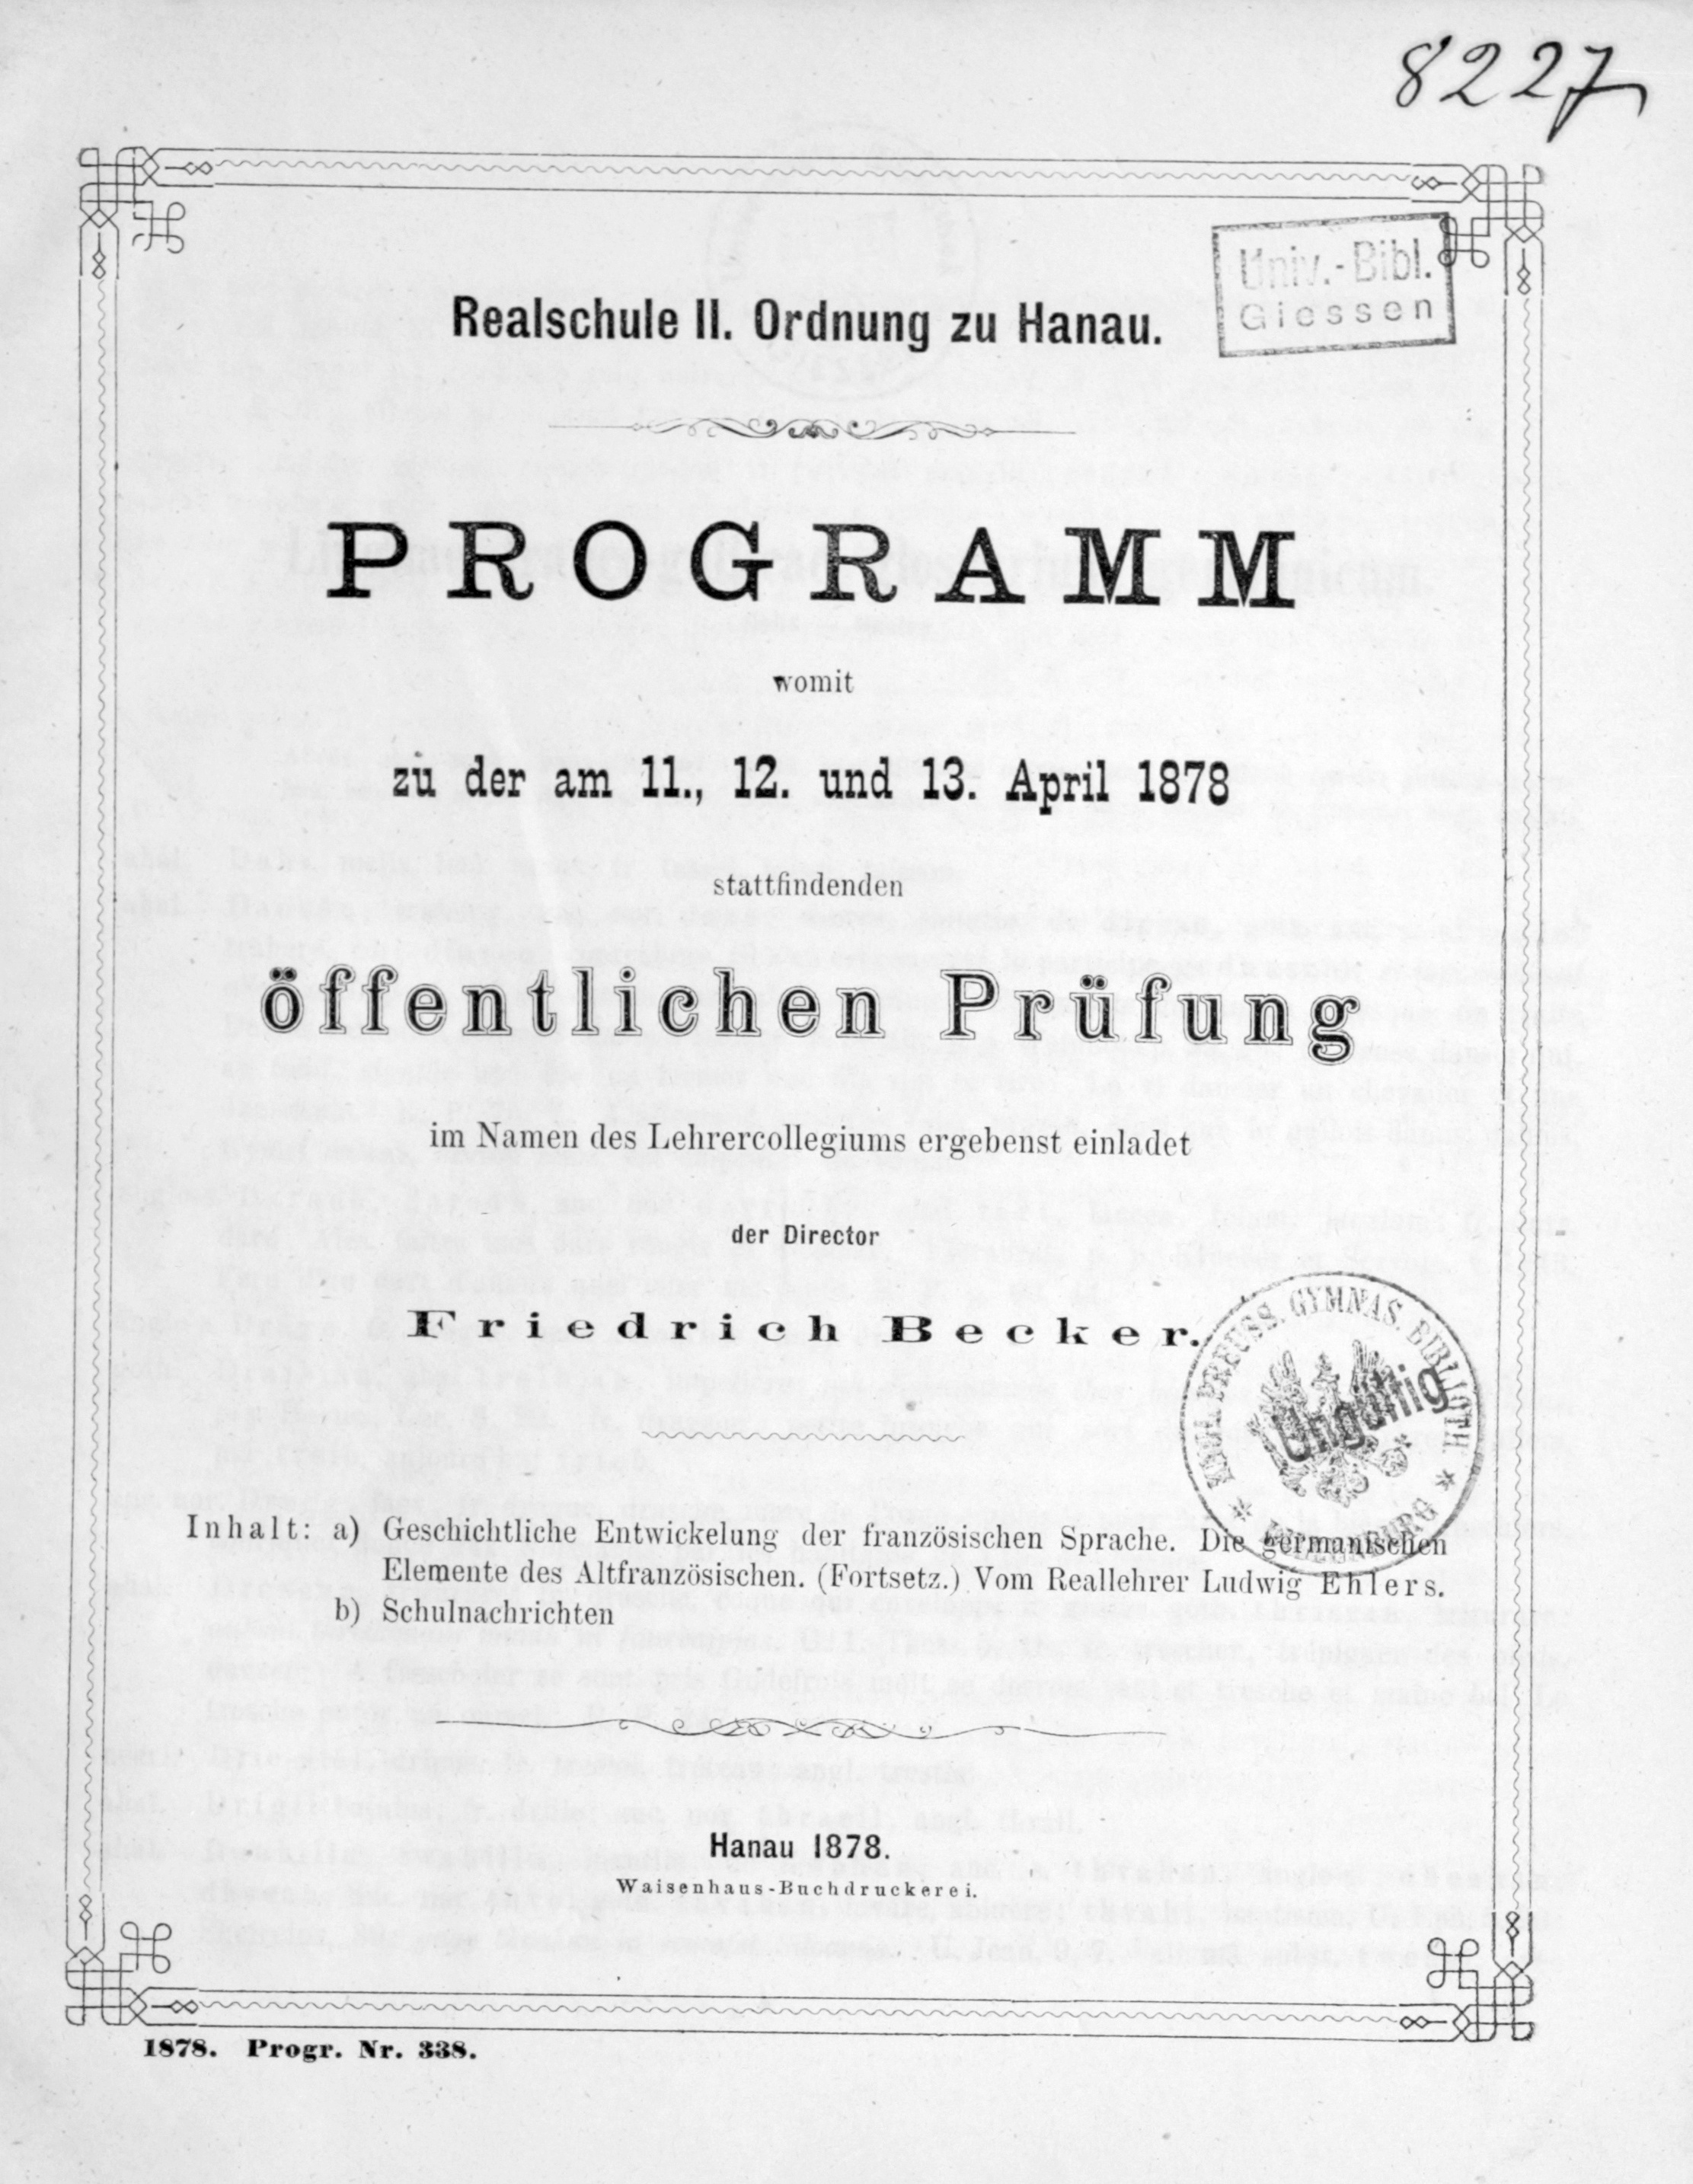 8227
Univ.-Bibl.
Giessen
Realschule II. Ordnung zu Hanau.
PROGRAMM
womit
zu der am 11., 12. und 13. April 1878
stattfindenden
öffentlichen Prüfung
im Namen des Lehrercollegiums ergebenst einladet
der Director
Friedrich Becker.
PREUSS. GYMNAS. BIBLIOTH.
Ungültig
Inhalt: a) Geschichtliche Entwickelung der französischen Sprache. Die germanischen
Elemente des Altfranzösischen. (Fortsetz.) Vom Reallehrer Ludwig Ehlers.
b) Schulnachrichten
Hanau 1878.
Waisenhaus-Buchdruckerei.
1878. Progr. Nr. 338.